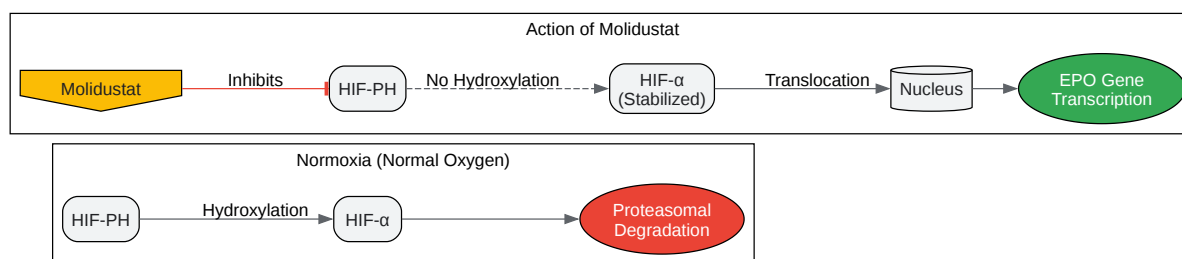 Action of Molidustat
Molidustat
Inhibits
HIF-PH
No Hydroxylation
HIF-α
(Stabilized)
Translocation
Nucleus
EPO Gene
Transcription
Normoxia (Normal Oxygen)
HIF-PH
Hydroxylation
HIF-α
Proteasomal
Degradation